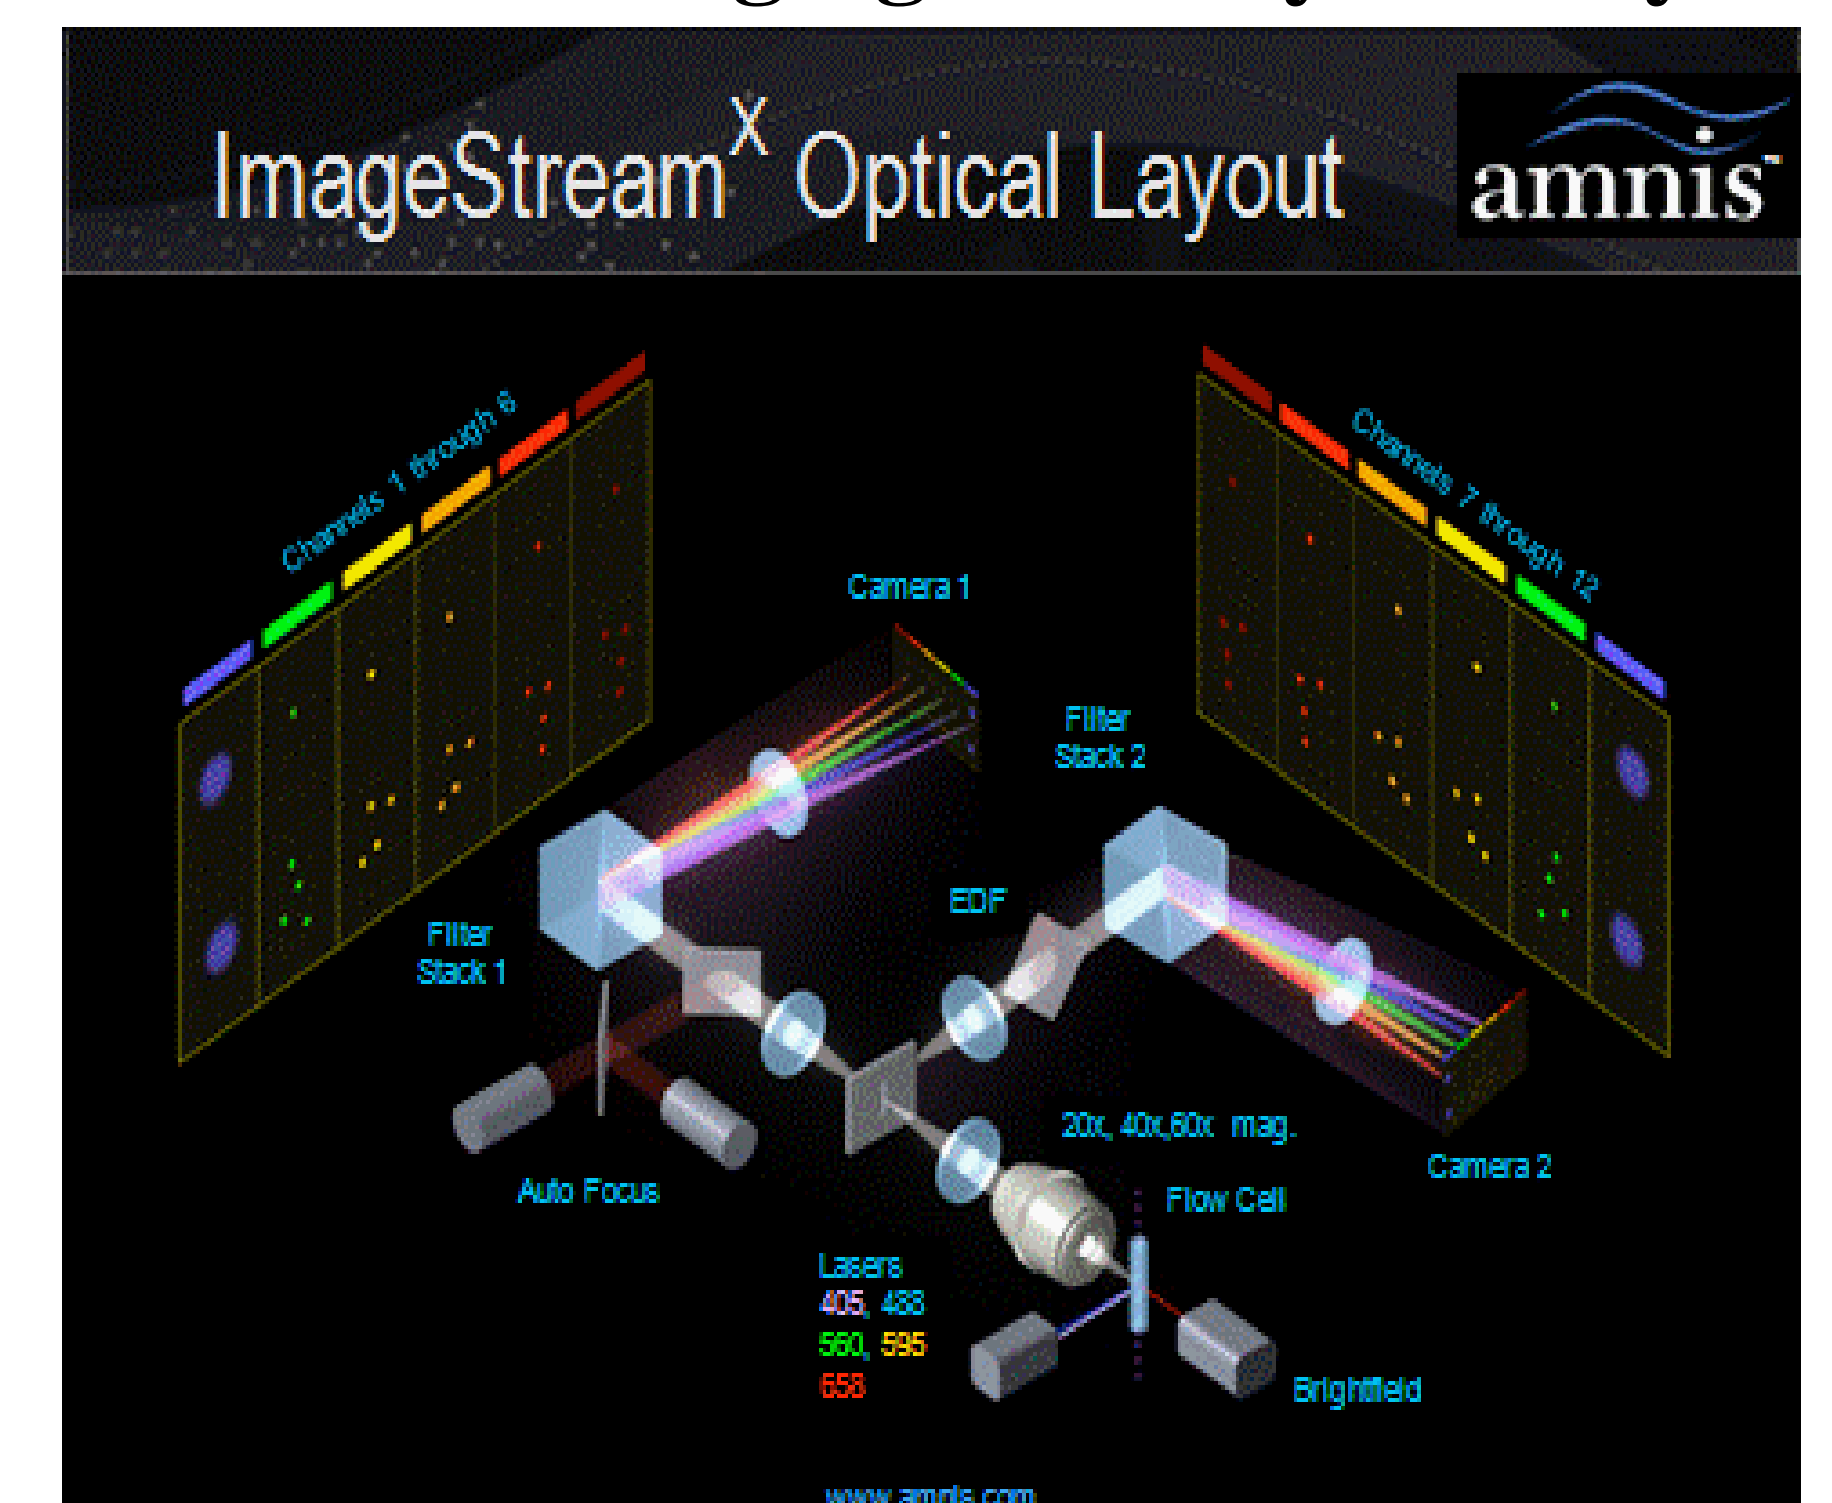 ImageStreamX Optical Layout
amnis™
Channels 1 through 6
Channels 7 through 12
Camera 1
Filter
Stack 2
EDF
Filter
Stack 1
20x, 40x,60x mag.
Camera 2
Auto Focus
Flow Cell
Lasers
405, 488
560, 595
658
Brightfield
www.amnis.com